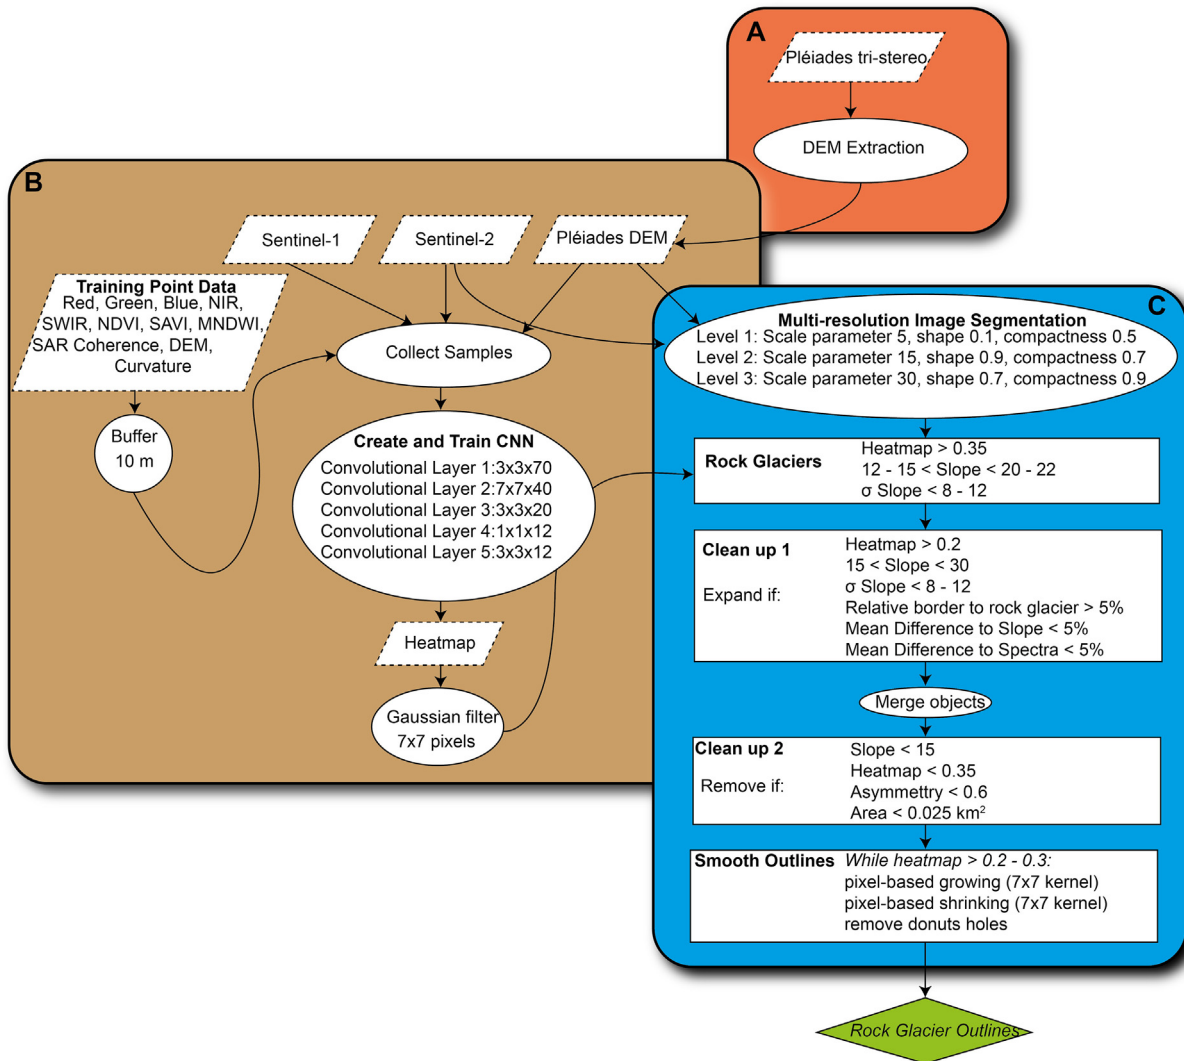 A
Pléiades tri-stereo
DEM Extraction
B
Sentinel-1
Sentinel-2
Pléiades DEM
Training Point Data
Red, Green, Blue, NIR,
SWIR, NDVI, SAVI, MNDWI,
SAR Coherence, DEM,
Curvature
Buffer
10 m
Collect Samples
Create and Train CNN
Convolutional Layer 1:3x3x70
Convolutional Layer 2:7x7x40
Convolutional Layer 3:3x3x20
Convolutional Layer 4:1x1x12
Convolutional Layer 5:3x3x12
Heatmap
Gaussian filter
7x7 pixels
C
Multi-resolution Image Segmentation
Level 1: Scale parameter 5, shape 0.1, compactness 0.5
Level 2: Scale parameter 15, shape 0.9, compactness 0.7
Level 3: Scale parameter 30, shape 0.7, compactness 0.9
Rock Glaciers
Heatmap > 0.35
12 - 15 < Slope < 20 - 22
σ Slope < 8 - 12
Clean up 1
Expand if:
Heatmap > 0.2
15 < Slope < 30
σ Slope < 8 - 12
Relative border to rock glacier > 5%
Mean Difference to Slope < 5%
Mean Difference to Spectra < 5%
Merge objects
Clean up 2
Remove if:
Slope < 15
Heatmap < 0.35
Asymmettry < 0.6
Area < 0.025 km²
Smooth Outlines
While heatmap > 0.2 - 0.3:
pixel-based growing (7x7 kernel)
pixel-based shrinking (7x7 kernel)
remove donuts holes
Rock Glacier Outlines